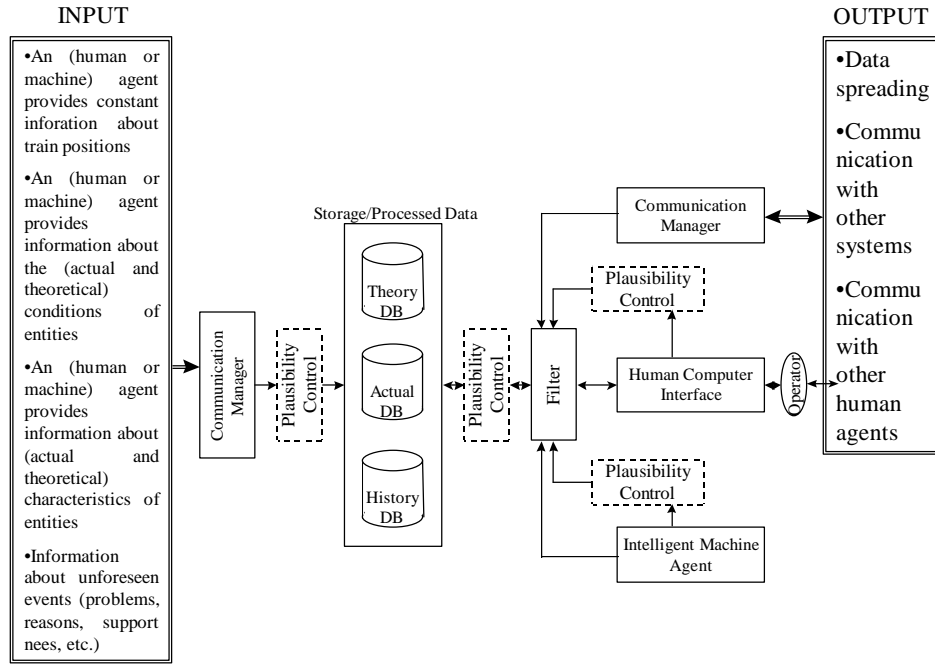 INPUT
•An (human or
machine) agent
provides constant
inforation about
train positions
•An (human or
machine) agent
provides
information about
the (actual and
theoretical)
conditions of
entities
•An (human or
machine) agent
provides
information about
(actual and
theoretical)
characteristics of
entities
•Information
about unforeseen
events (problems,
reasons, support
nees, etc.)
Communication
Manager
Plausibility
Control
Storage/Processed Data
Theory
DB
Actual
DB
History
DB
Plausibility
Control
Filter
Communication
Manager
Plausibility
Control
Human Computer
Interface
Plausibility
Control
Intelligent Machine
Agent
Operator
OUTPUT
•Data
spreading
•Commu
nication
with
other
systems
•Commu
nication
with
other
human
agents